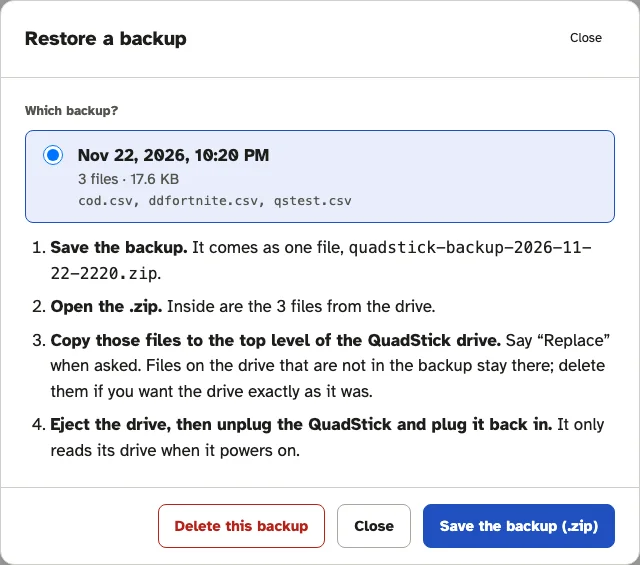 Restore a backup
Close
Which backup?
Nov 22, 2026, 10:20 PM
3 files · 17.6 KB
cod.csv, ddfortnite.csv, qstest.csv
1. Save the backup. It comes as one file, quadstick-backup-2026-11-
22-2220.zip.
2. Open the .zip. Inside are the 3 files from the drive.
3. Copy those files to the top level of the QuadStick drive. Say “Replace”
when asked. Files on the drive that are not in the backup stay there; delete
them if you want the drive exactly as it was.
4. Eject the drive, then unplug the QuadStick and plug it back in. It only
reads its drive when it powers on.
Delete this backup
Close
Save the backup (.zip)